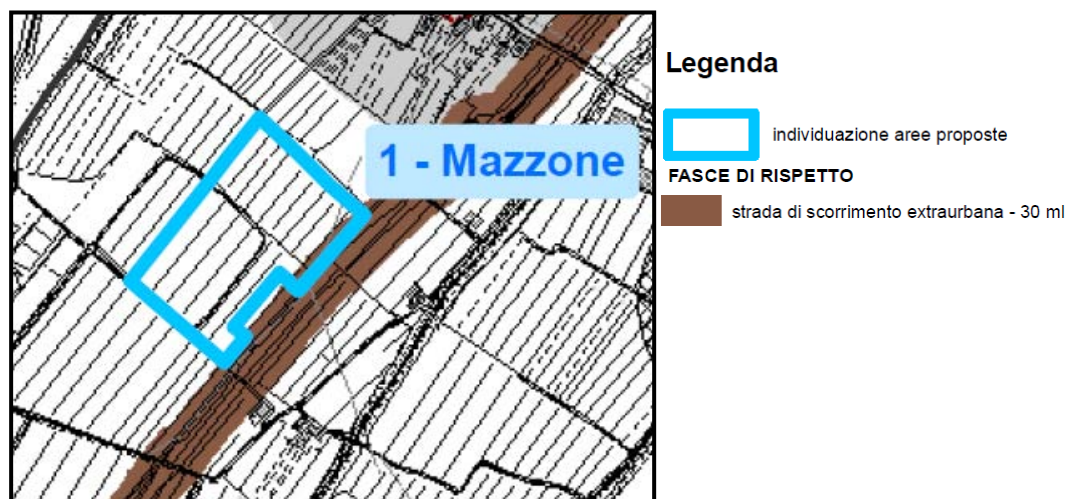 1 - Mazzone
Legenda
individuazione aree proposte
FASCE DI RISPETTO
strada di scorrimento extraurbana - 30 ml